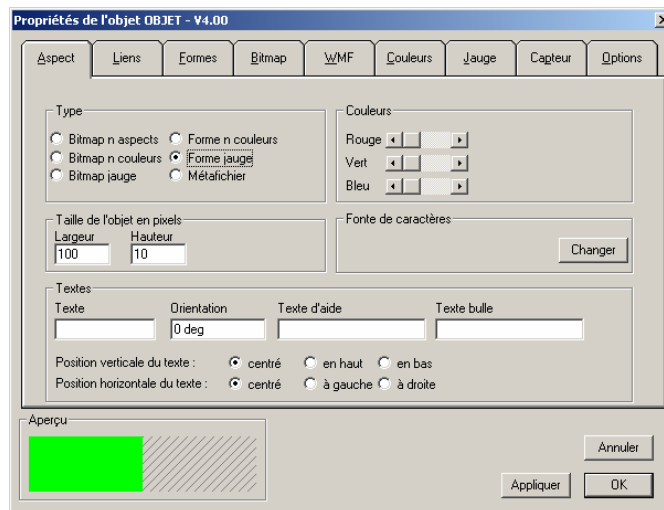 Propriétés de l'objet OBJET - V4.00
Aspect Liens Formes Bitmap WMF Couleurs Jauge Capteur Options
Type
Bitmap n aspects Forme n couleurs
Bitmap n couleurs Forme jauge
Bitmap jauge Métafichier
Couleurs
Rouge
Vert
Bleu
Taille de l'objet en pixels
Largeur Hauteur
100 10
Fonte de caractères
Changer
Textes
Texte Orientation Texte d'aide Texte bulle
0 deg
Position verticale du texte : centré en haut en bas
Position horizontale du texte : centré à gauche à droite
Aperçu
Annuler
Appliquer OK